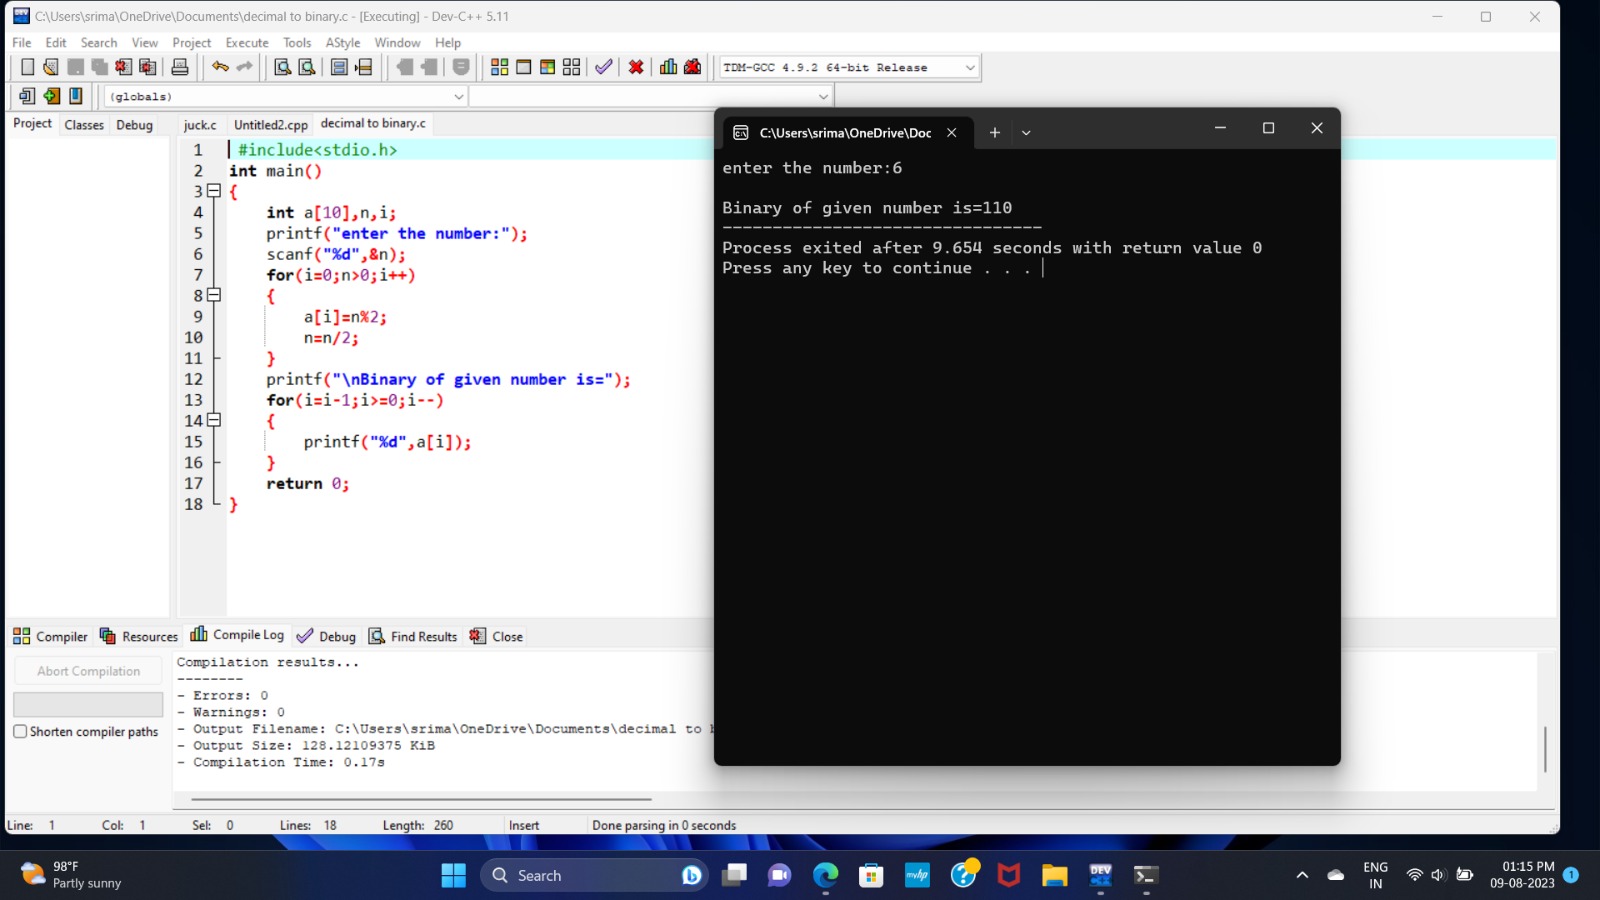 C:\Users\srima\OneDrive\Documents\decimal to binary.c - [Executing] - Dev-C++ 5.11
File Edit Search View Project Execute Tools AStyle Window Help
TDM-GCC 4.9.2 64-bit Release
(globals)
Project Classes Debug
juck.c Untitled2.cpp decimal to binary.c
1 #include<stdio.h>
2 int main()
3 {
4 int a[10],n,i;
5 printf("enter the number:");
6 scanf("%d",&n);
7 for(i=0;n>0;i++)
8 {
9 a[i]=n%2;
10 n=n/2;
11 }
12 printf("\nBinary of given number is=");
13 for(i=i-1;i>=0;i--)
14 {
15 printf("%d",a[i]);
16 }
17 return 0;
18 }
C:\Users\srima\OneDrive\Doc
enter the number:6
Binary of given number is=110
--------------------------------
Process exited after 9.654 seconds with return value 0
Press any key to continue . . .
Compiler Resources Compile Log Debug Find Results Close
Abort Compilation
Shorten compiler paths
Compilation results...
--------
- Errors: 0
- Warnings: 0
- Output Filename: C:\Users\srima\OneDrive\Documents\decimal to
- Output Size: 128.12109375 KiB
- Compilation Time: 0.17s
Line: 1 Col: 1 Sel: 0 Lines: 18 Length: 260 Insert Done parsing in 0 seconds
98°F
Partly sunny
Search
myhp
DEV
C++
ENG
IN
01:15 PM
09-08-2023
1